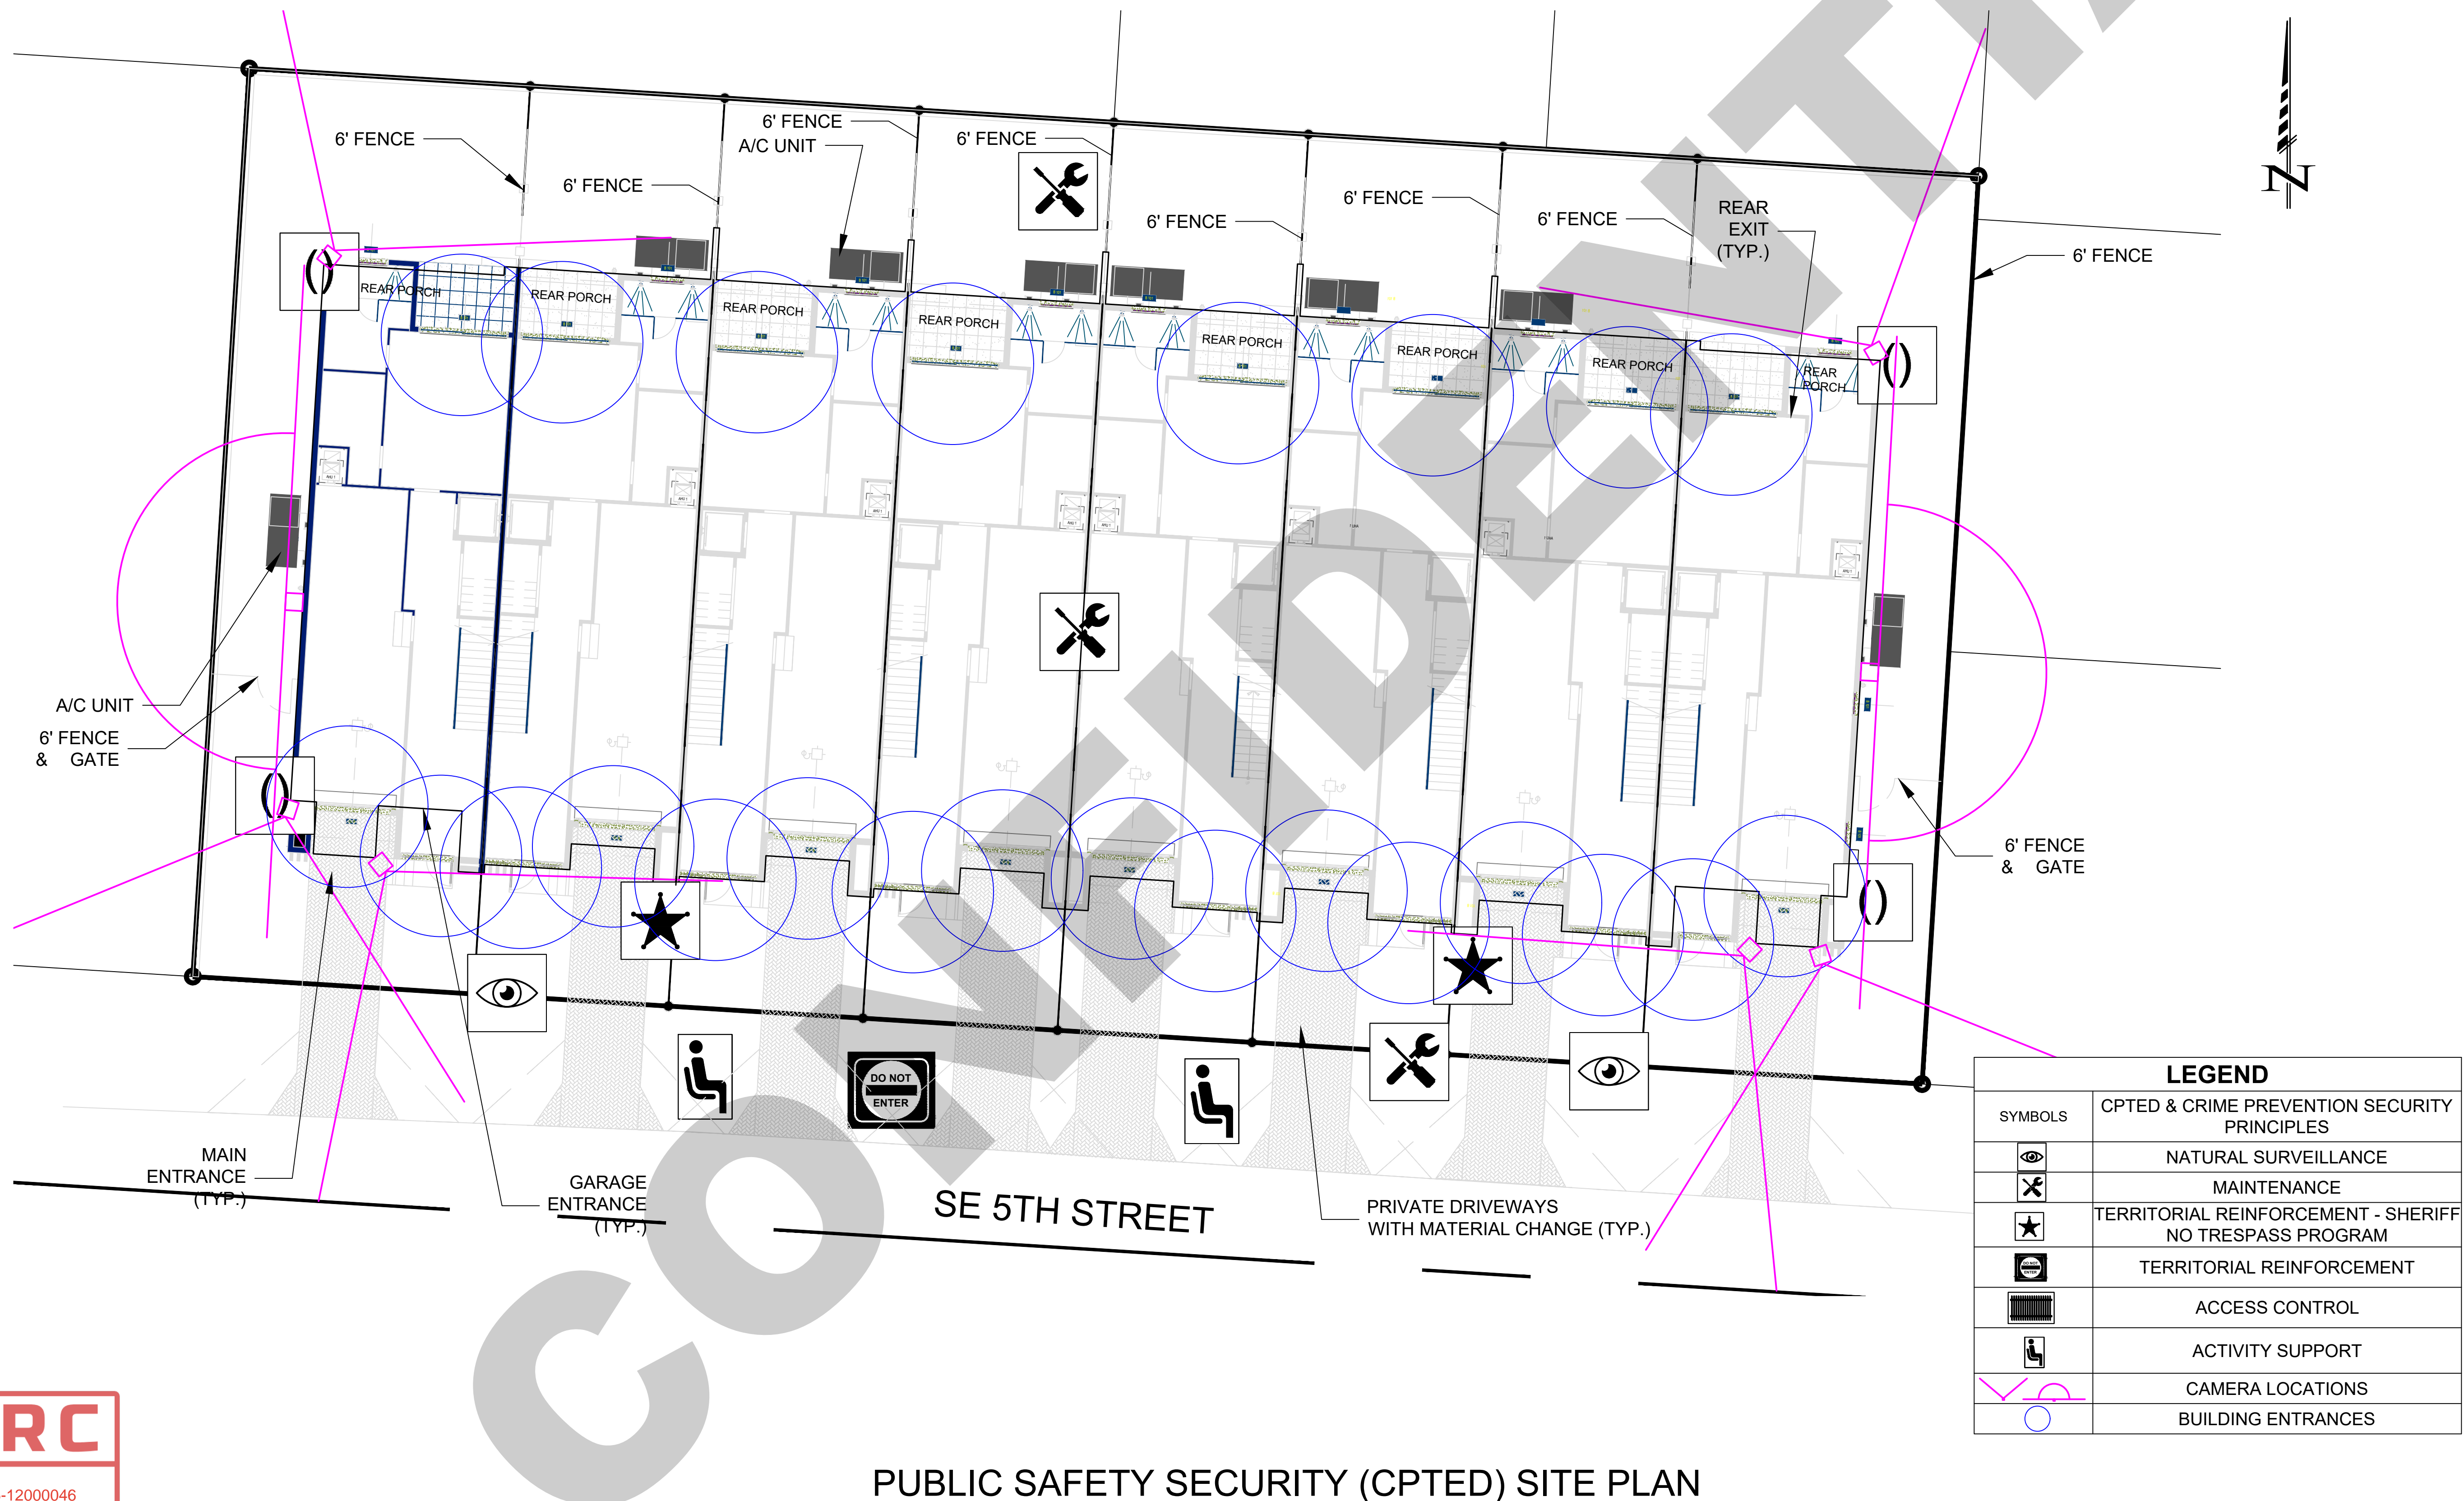 6' FENCE
6' FENCE
6' FENCE
A/C UNIT
6' FENCE
6' FENCE
6' FENCE
6' FENCE
REAR
EXIT
(TYP.)
6' FENCE
N
REAR PORCH
REAR PORCH
REAR PORCH
REAR PORCH
REAR PORCH
REAR PORCH
REAR PORCH
REAR
PORCH
A/C UNIT
6' FENCE
& GATE
6' FENCE
& GATE
DO NOT
ENTER
MAIN
ENTRANCE
(TYP.)
GARAGE
ENTRANCE
(TYP.)
SE 5TH STREET
PRIVATE DRIVEWAYS
WITH MATERIAL CHANGE (TYP.)
LEGEND
SYMBOLS
CPTED & CRIME PREVENTION SECURITY
PRINCIPLES
NATURAL SURVEILLANCE
MAINTENANCE
TERRITORIAL REINFORCEMENT - SHERIFF
NO TRESPASS PROGRAM
DO NOT
ENTER
TERRITORIAL REINFORCEMENT
ACCESS CONTROL
ACTIVITY SUPPORT
CAMERA LOCATIONS
BUILDING ENTRANCES
CONFIDENTI
RC
-12000046
PUBLIC SAFETY SECURITY (CPTED) SITE PLAN